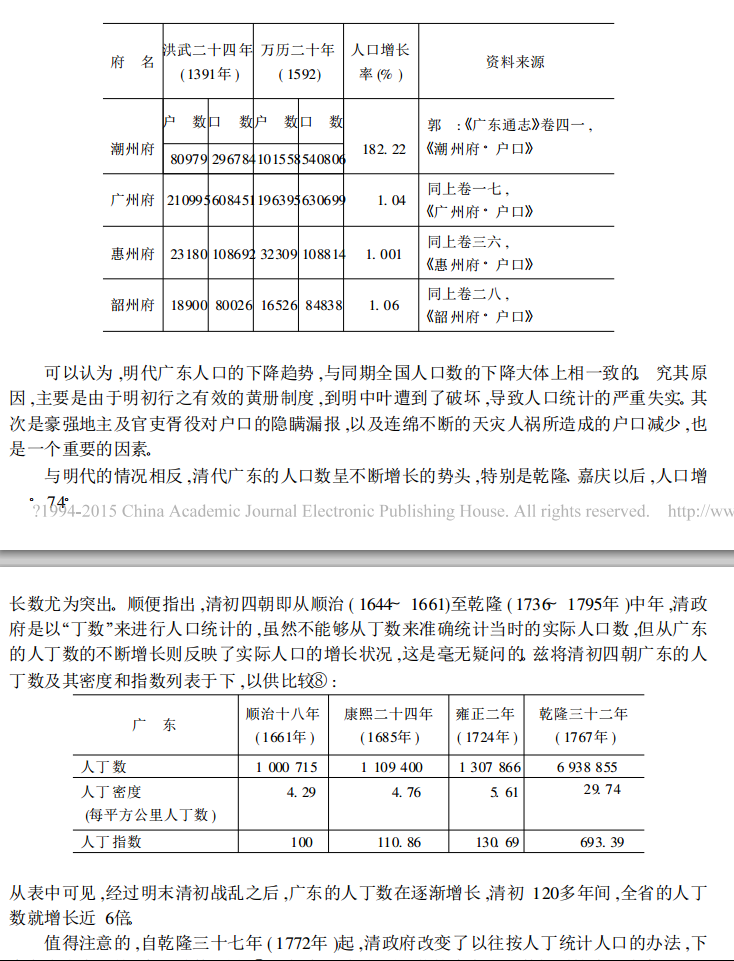 府 名 洪武二十四年 (1391年) 万历二十年 (1592) 人口增长率(%) 资料来源
户 数 口 数 户 数 口 数
潮州府 80979 296784 101558 540806 182.22 郭 :《广东通志》卷四一,《潮州府·户口》
广州府 210995 608451 196395 630699 1.04 同上卷一七,《广州府·户口》
惠州府 23180 108692 32309 108814 1.001 同上卷三六,《惠州府·户口》
韶州府 18900 80026 16526 84838 1.06 同上卷二八,《韶州府·户口》
可以认为,明代广东人口的下降趋势,与同期全国人口数的下降大体上相一致的。究其原
因,主要是由于明初行之有效的黄册制度,到明中叶遭到了破坏,导致人口统计的严重失实。其
次是豪强地主及官吏胥役对户口的隐瞒漏报,以及连绵不断的天灾人祸所造成的户口减少,也
是一个重要的因素。
与明代的情况相反,清代广东的人口数呈不断增长的势头,特别是乾隆、嘉庆以后,人口增
·74·
?1994-2015 China Academic Journal Electronic Publishing House. All rights reserved. http://ww
长数尤为突出。顺便指出,清初四朝即从顺治(1644~1661)至乾隆(1736~1795年)中年,清政
府是以“丁数”来进行人口统计的,虽然不能够从丁数来准确统计当时的实际人口数,但从广东
的人丁数的不断增长则反映了实际人口的增长状况,这是毫无疑问的。兹将清初四朝广东的人
丁数及其密度和指数列表于下,以供比较⑧:
广 东 顺治十八年 (1661年) 康熙二十四年 (1685年) 雍正二年 (1724年) 乾隆三十二年 (1767年)
人丁数 1 000 715 1 109 400 1 307 866 6 938 855
人丁密度 4.29 4.76 5.61 29.74
(每平方公里人丁数)
人丁指数 100 110.86 130.69 693.39
从表中可见,经过明末清初战乱之后,广东的人丁数在逐渐增长,清初120多年间,全省的人丁
数就增长近6倍。
值得注意的,自乾隆三十七年(1772年)起,清政府改变了以往按人丁统计人口的办法,下